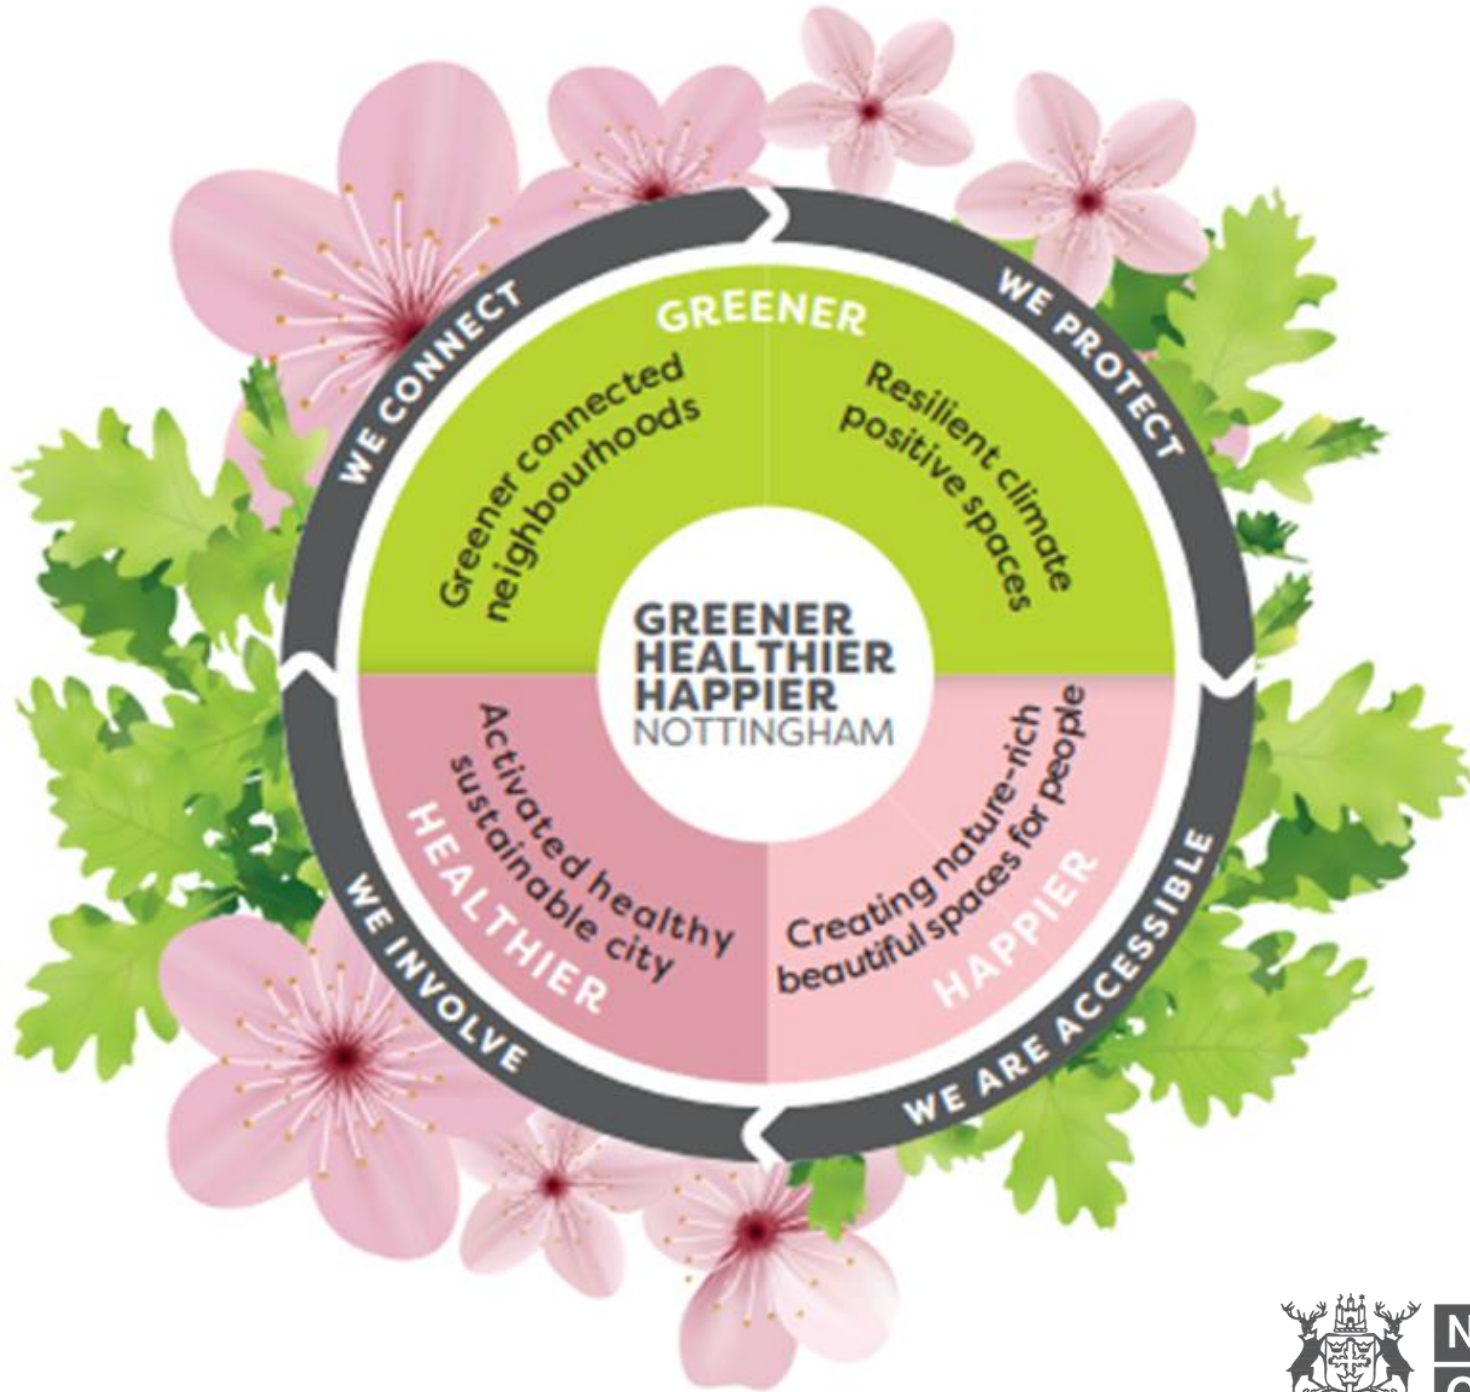 WE CONNECT
WE PROTECT
GREENER
Greener connected
neighbourhoods
Resilient climate
positive spaces
GREENER
HEALTHIER
HAPPIER
NOTTINGHAM
Activated healthy
sustainable city
HEALTHIER
Creating nature-rich
beautiful spaces for people
HAPPIER
WE INVOLVE
WE ARE ACCESSIBLE
N